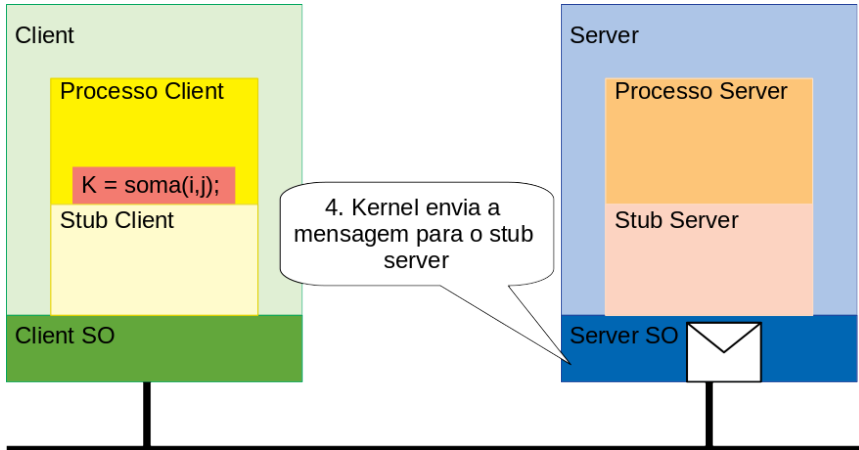 Client
Processo Client
K = soma(i,j);
Stub Client
Client SO
4. Kernel envia a
mensagem para o stub
server
Server
Processo Server
Stub Server
Server SO